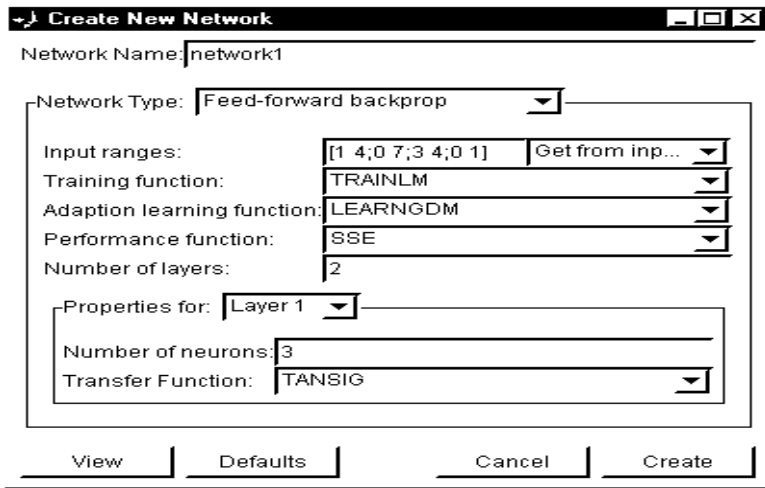 Create New Network
Network Name: network1
Network Type: Feed-forward backprop
Input ranges: [1 4;0 7;3 4;0 1] Get from inp...
Training function: TRAINLM
Adaption learning function: LEARNGDM
Performance function: SSE
Number of layers: 2
Properties for: Layer 1
Number of neurons: 3
Transfer Function: TANSIG
View Defaults Cancel Create